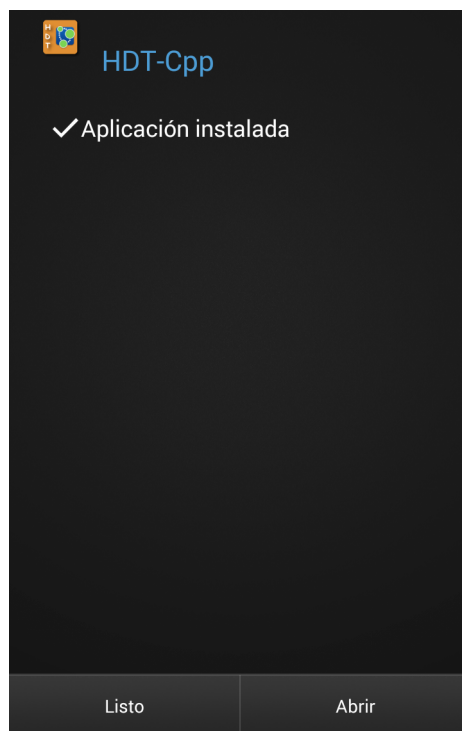 H
D
T
HDT-Cpp
Aplicación instalada
Listo
Abrir